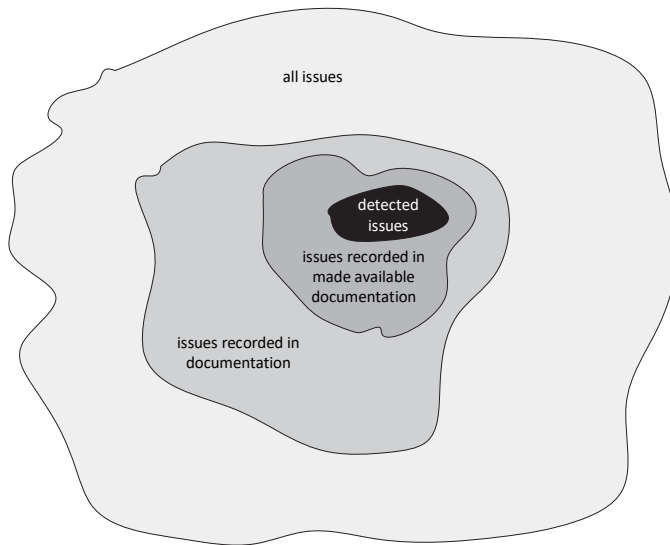 all issues
detected
issues
issues recorded in
made available
documentation
issues recorded in
documentation